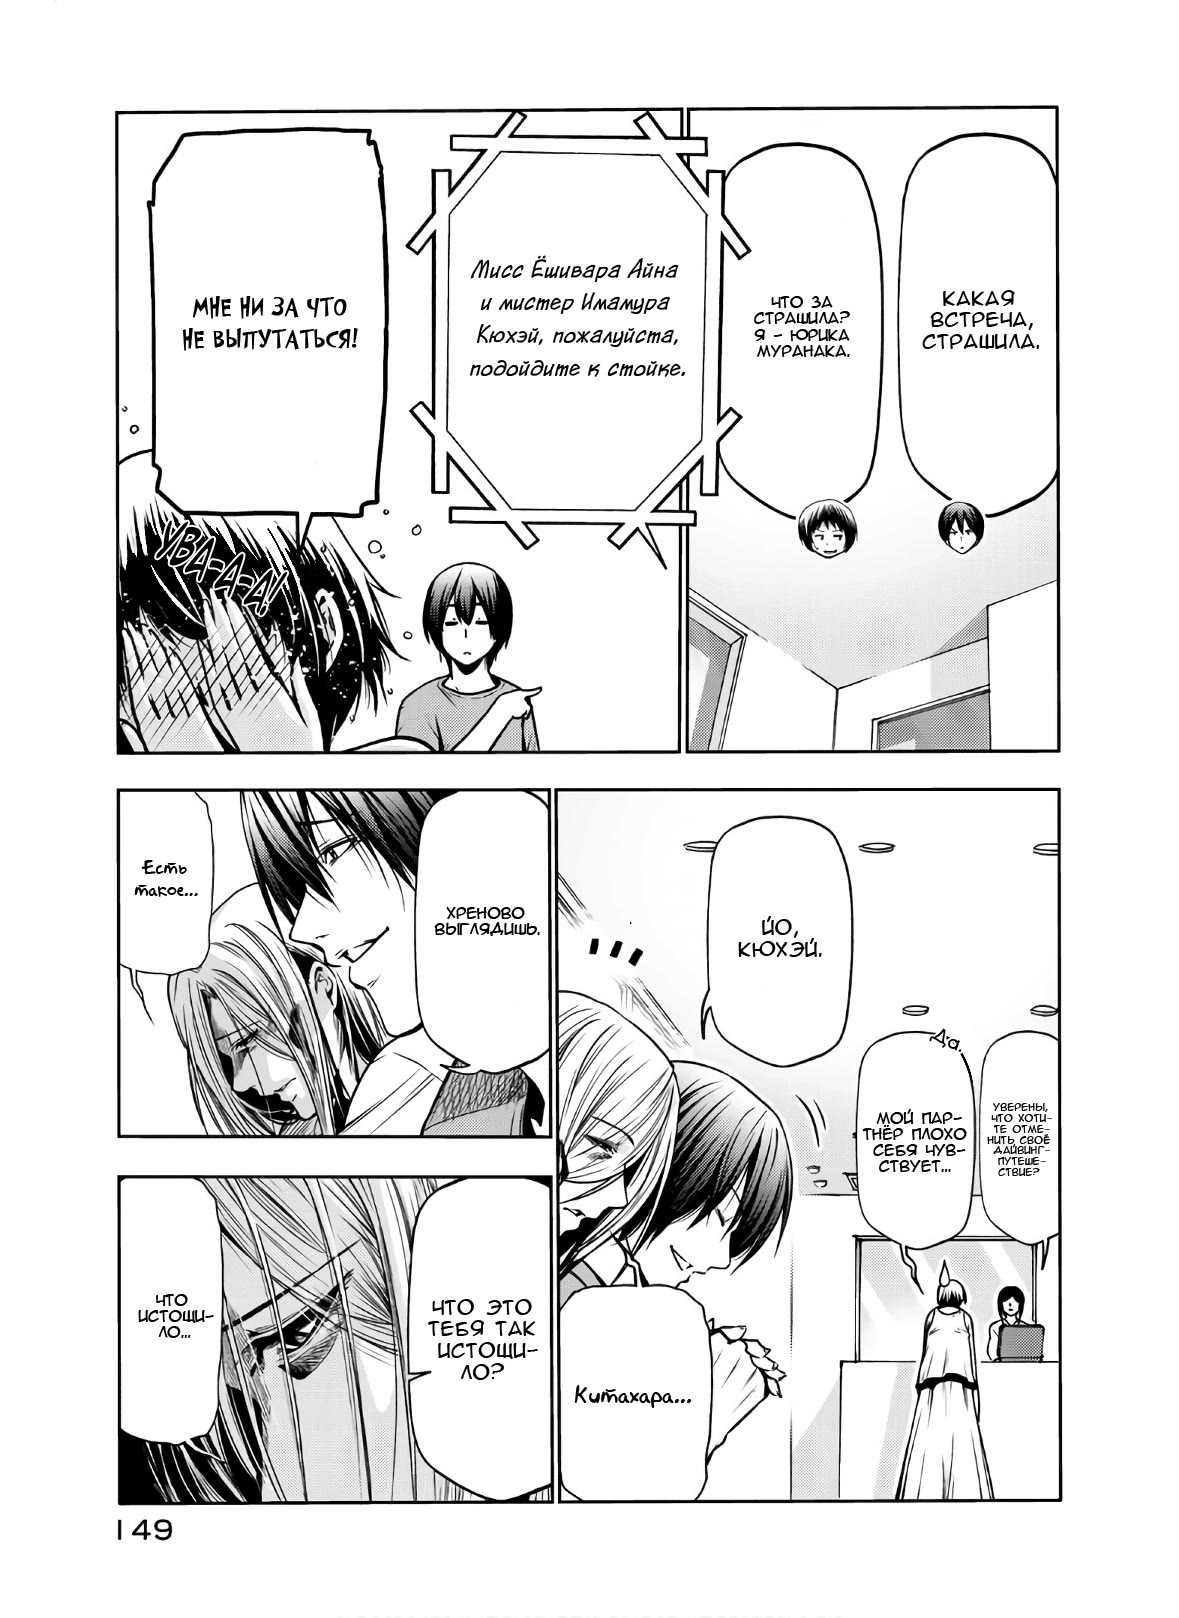 КАКАЯ
ВСТРЕЧА,
СТРАШИЛА.
ЧТО ЗА
СТРАШИЛА?
Я - ЮРИКА
МУРАНАКА.
Мисс Ёшивара Айна
и мистер Имамура
Кюхэй, пожалуйста,
подойдите к стойке.
МНЕ НИ ЗА ЧТО
НЕ ВЫПУТАТЬСЯ!
УВА-А-А-А!
УВЕРЕНЫ,
ЧТО ХОТИ-
ТЕ ОТМЕ-
НИТЬ СВОЁ
ДАЙВИНГ-
ПУТЕШЕ-
СТВИЕ?
Да.
МОЙ ПАР-
ТНЁР ПЛОХО
СЕБЯ ЧУВ-
СТВУЕТ...
ЙО,
КЮХЭЙ.
Китахара...
ХРЕНОВО
ВЫГЛЯДИШЬ.
Есть
такое...
ЧТО ЭТО
ТЕБЯ ТАК
ИСТОЩИ-
ЛО?
ЧТО
ИСТОЩИ-
ЛО...
149